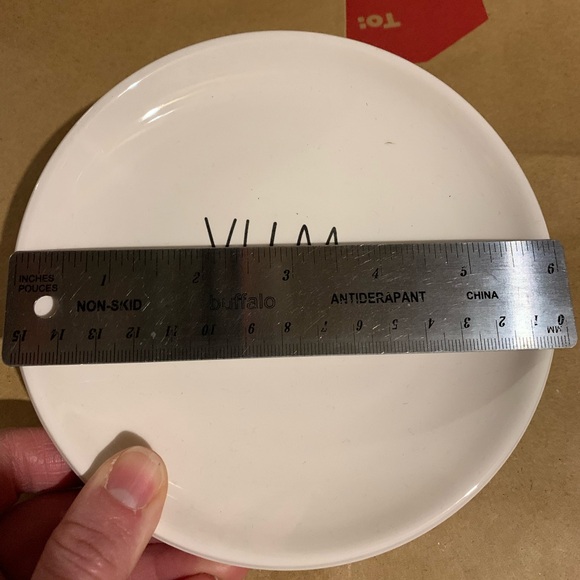 To:
INCHES 1 2 3 4 5 6
POUCES
NON-SKID buffalo ANTIDERAPANT CHINA
15 14 13 12 11 10 9 8 7 6 5 4 3 2 1 0
MM